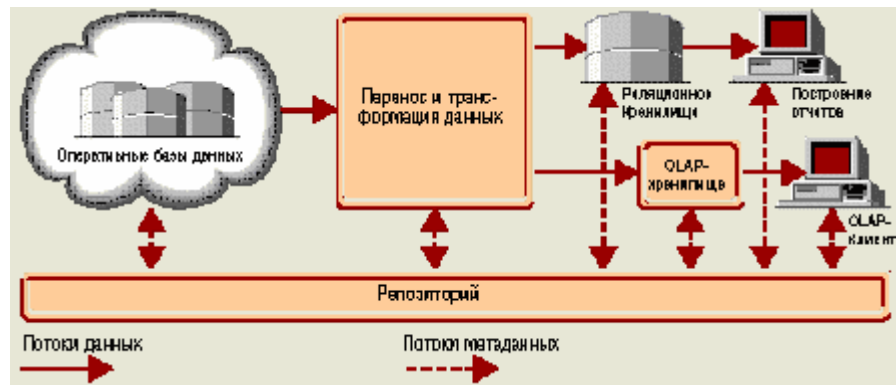 Оперативные базы данных
Перенос и транс-
формация данных
Реляционное
хранилище
Построение
отчетов
OLAP-
хранилище
OLAP-
клиент
Репозиторий
Потоки данных
Потоки метаданных